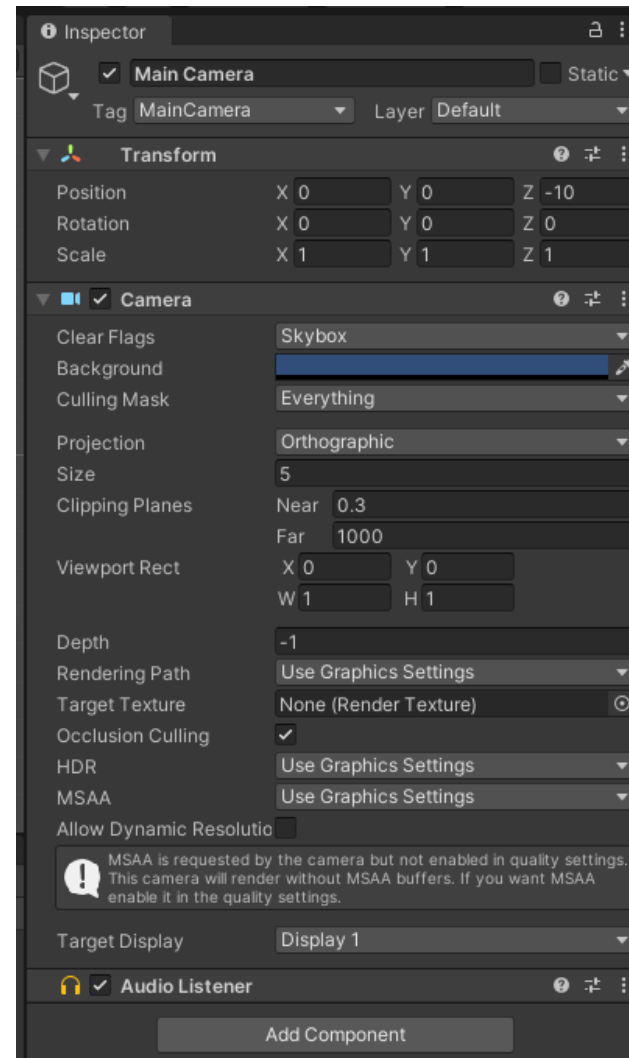 Inspector
Main Camera Static
Tag MainCamera Layer Default
Transform
Position X 0 Y 0 Z -10
Rotation X 0 Y 0 Z 0
Scale X 1 Y 1 Z 1
Camera
Clear Flags Skybox
Background
Culling Mask Everything
Projection Orthographic
Size 5
Clipping Planes Near 0.3
Far 1000
Viewport Rect X 0 Y 0
W 1 H 1
Depth -1
Rendering Path Use Graphics Settings
Target Texture None (Render Texture)
Occlusion Culling
HDR Use Graphics Settings
MSAA Use Graphics Settings
Allow Dynamic Resolutio
MSAA is requested by the camera but not enabled in quality settings.
This camera will render without MSAA buffers. If you want MSAA
enable it in the quality settings.
Target Display Display 1
Audio Listener
Add Component